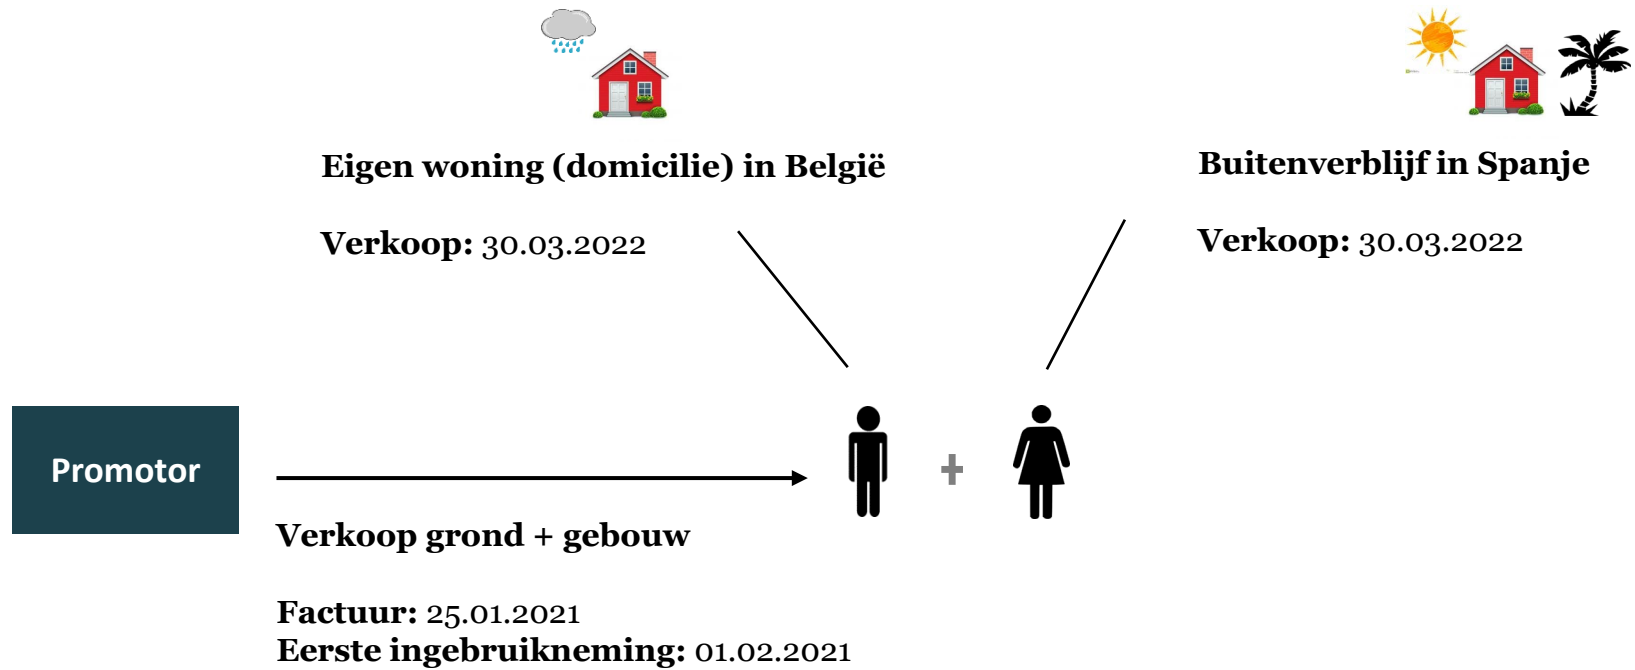 Eigen woning (domicilie) in België
Verkoop: 30.03.2022
Buitenverblijf in Spanje
Verkoop: 30.03.2022
Promotor
Verkoop grond + gebouw
Factuur: 25.01.2021
Eerste ingebruikneming: 01.02.2021